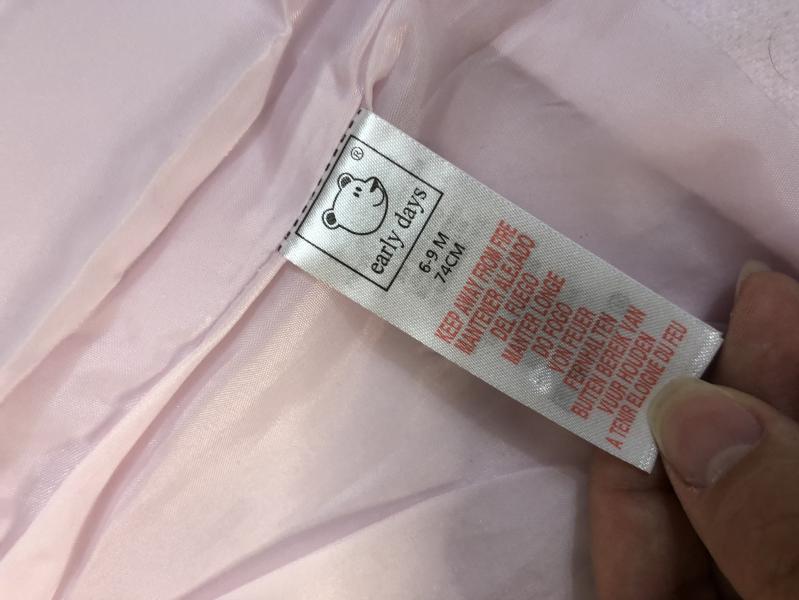 ®
early days
6-9 M
74CM
KEEP AWAY FROM FIRE
MANTENER ALEJADO
DEL FUEGO
MANTER LONGE
DO FOGO
VON FEUER
FERNHALTEN
BUITEN BEREIK VAN
VUUR HOUDEN
A TENIR ELOIGNE DU FEU